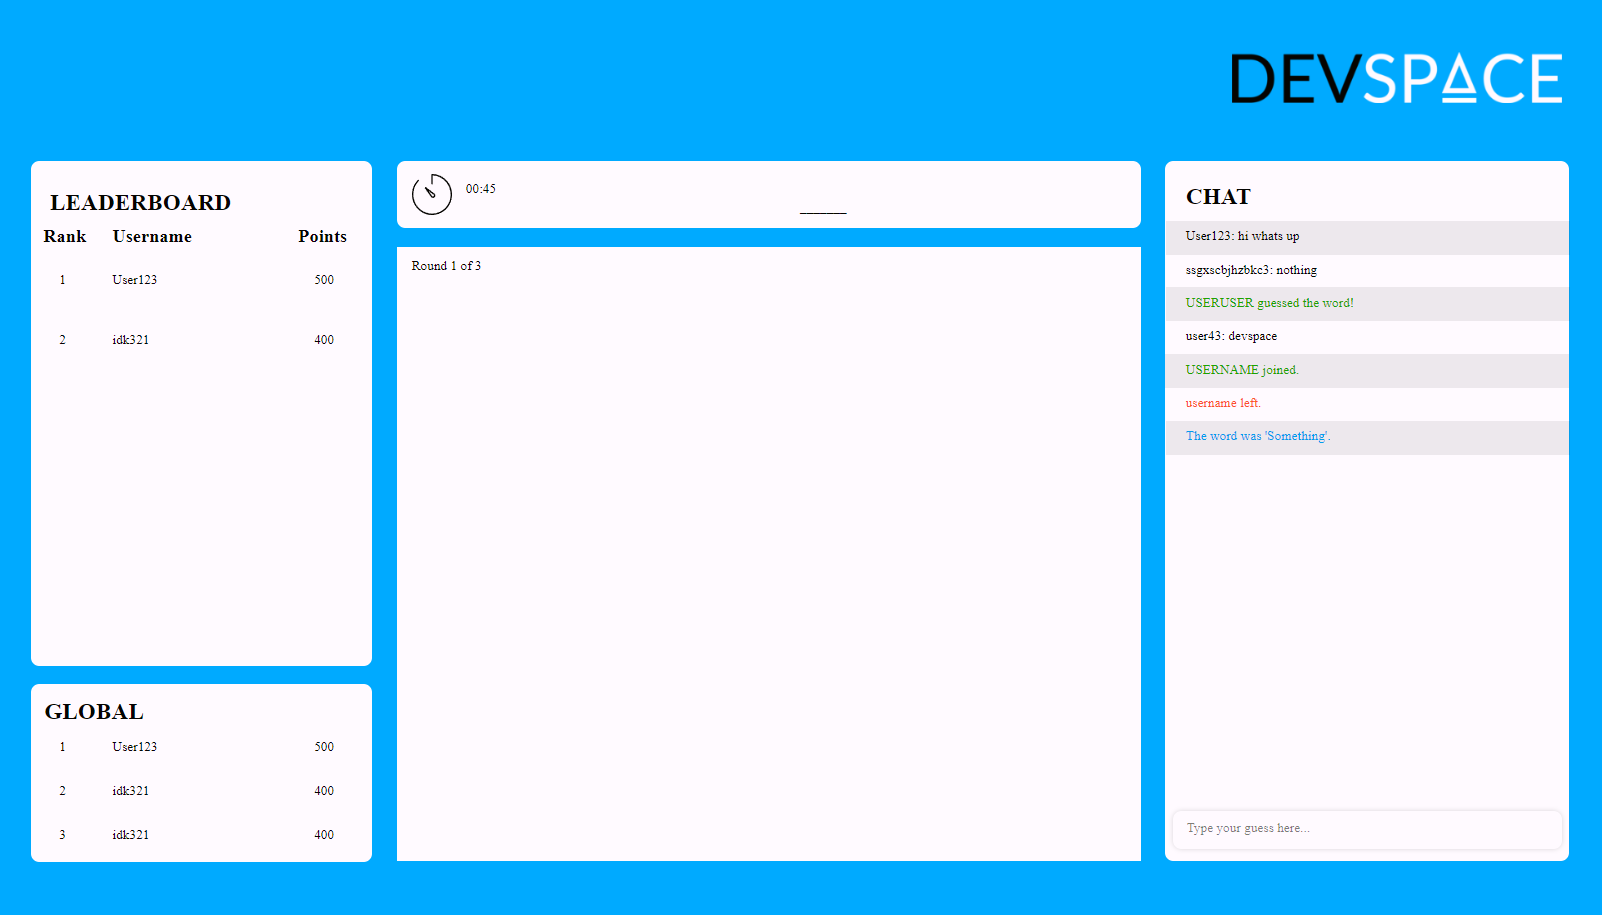 DEVSPACE
LEADERBOARD
Rank Username Points
1 User123 500
2 idk321 400
GLOBAL
1 User123 500
2 idk321 400
3 idk321 400
00:45
_______
Round 1 of 3
CHAT
User123: hi whats up
ssgxscbjhzbkc3: nothing
USERUSER guessed the word!
user43: devspace
USERNAME joined.
username left.
The word was 'Something'.
Type your guess here...